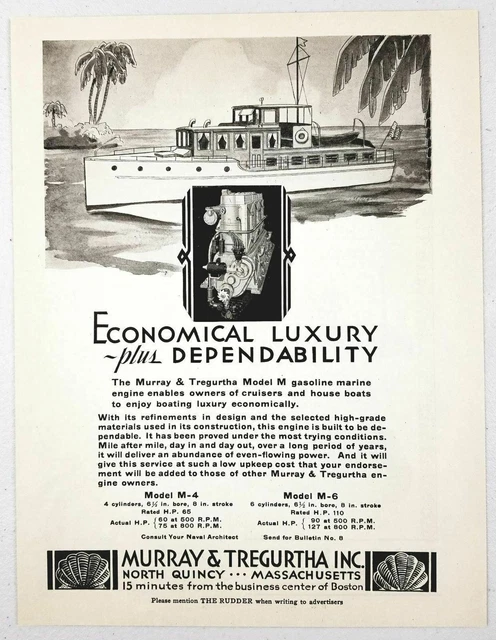 ECONOMICAL LUXURY
~plus DEPENDABILITY
The Murray & Tregurtha Model M gasoline marine
engine enables owners of cruisers and house boats
to enjoy boating luxury economically.
With its refinements in design and the selected high-grade
materials used in its construction, this engine is built to be de-
pendable. It has been proved under the most trying conditions.
Mile after mile, day in and day out, over a long period of years,
it will deliver an abundance of even-flowing power. And it will
give this service at such a low upkeep cost that your endorse-
ment will be added to those of other Murray & Tregurtha en-
gine owners.
Model M-4
4 cylinders, 6½ in. bore, 8 in. stroke
Rated H.P. 65
Actual H.P. { 60 at 500 R.P.M.
75 at 800 R.P.M.
Consult Your Naval Architect
Model M-6
6 cylinders, 6½ in. bore, 8 in. stroke
Rated H.P. 110
Actual H.P. { 90 at 500 R.P.M.
127 at 800 R.P.M.
Send for Bulletin No. 8
MURRAY & TREGURTHA INC.
NORTH QUINCY ··· MASSACHUSETTS
15 minutes from the business center of Boston
Please mention THE RUDDER when writing to advertisers